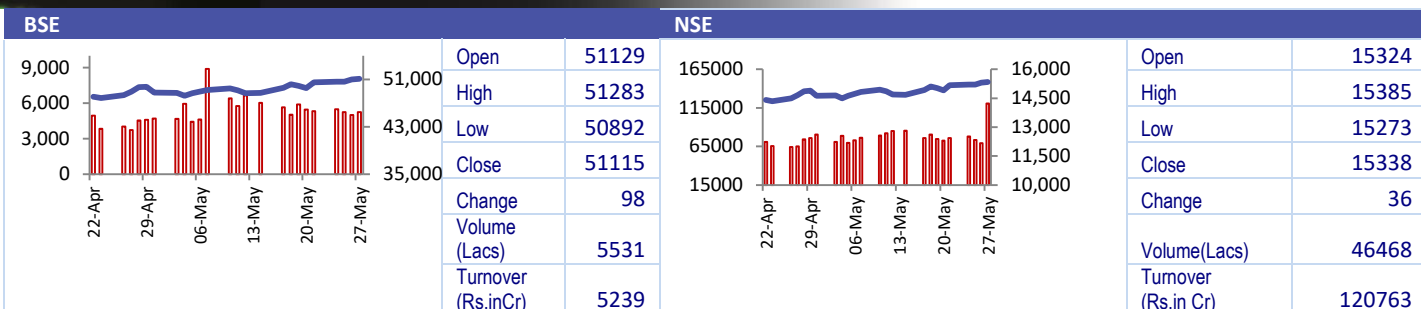 BSE
9,000
6,000
3,000
0
51,000
43,000
35,000
22-Apr
29-Apr
06-May
13-May
20-May
27-May
Open 51129
High 51283
Low 50892
Close 51115
Change 98
Volume
(Lacs) 5531
Turnover
(Rs.inCr) 5239
NSE
165000
115000
65000
15000
16,000
14,500
13,000
11,500
10,000
22-Apr
29-Apr
06-May
13-May
20-May
27-May
Open 15324
High 15385
Low 15273
Close 15338
Change 36
Volume(Lacs) 46468
Turnover
(Rs.in Cr) 120763